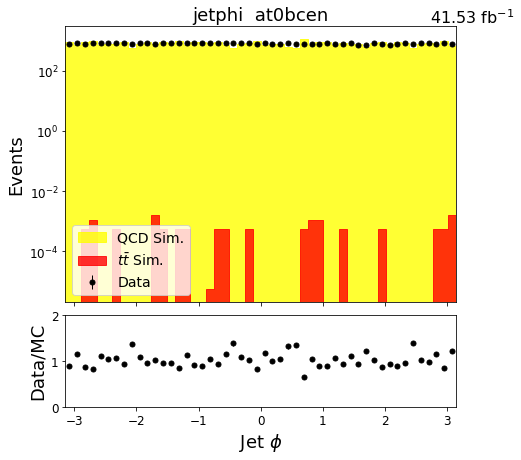 jetphi at0bcen
41.53 fb⁻¹
Events
10²
10⁰
10⁻²
10⁻⁴
QCD Sim.
tt̄ Sim.
Data
Data/MC
2
1
0
−3 −2 −1 0 1 2 3
Jet ϕ